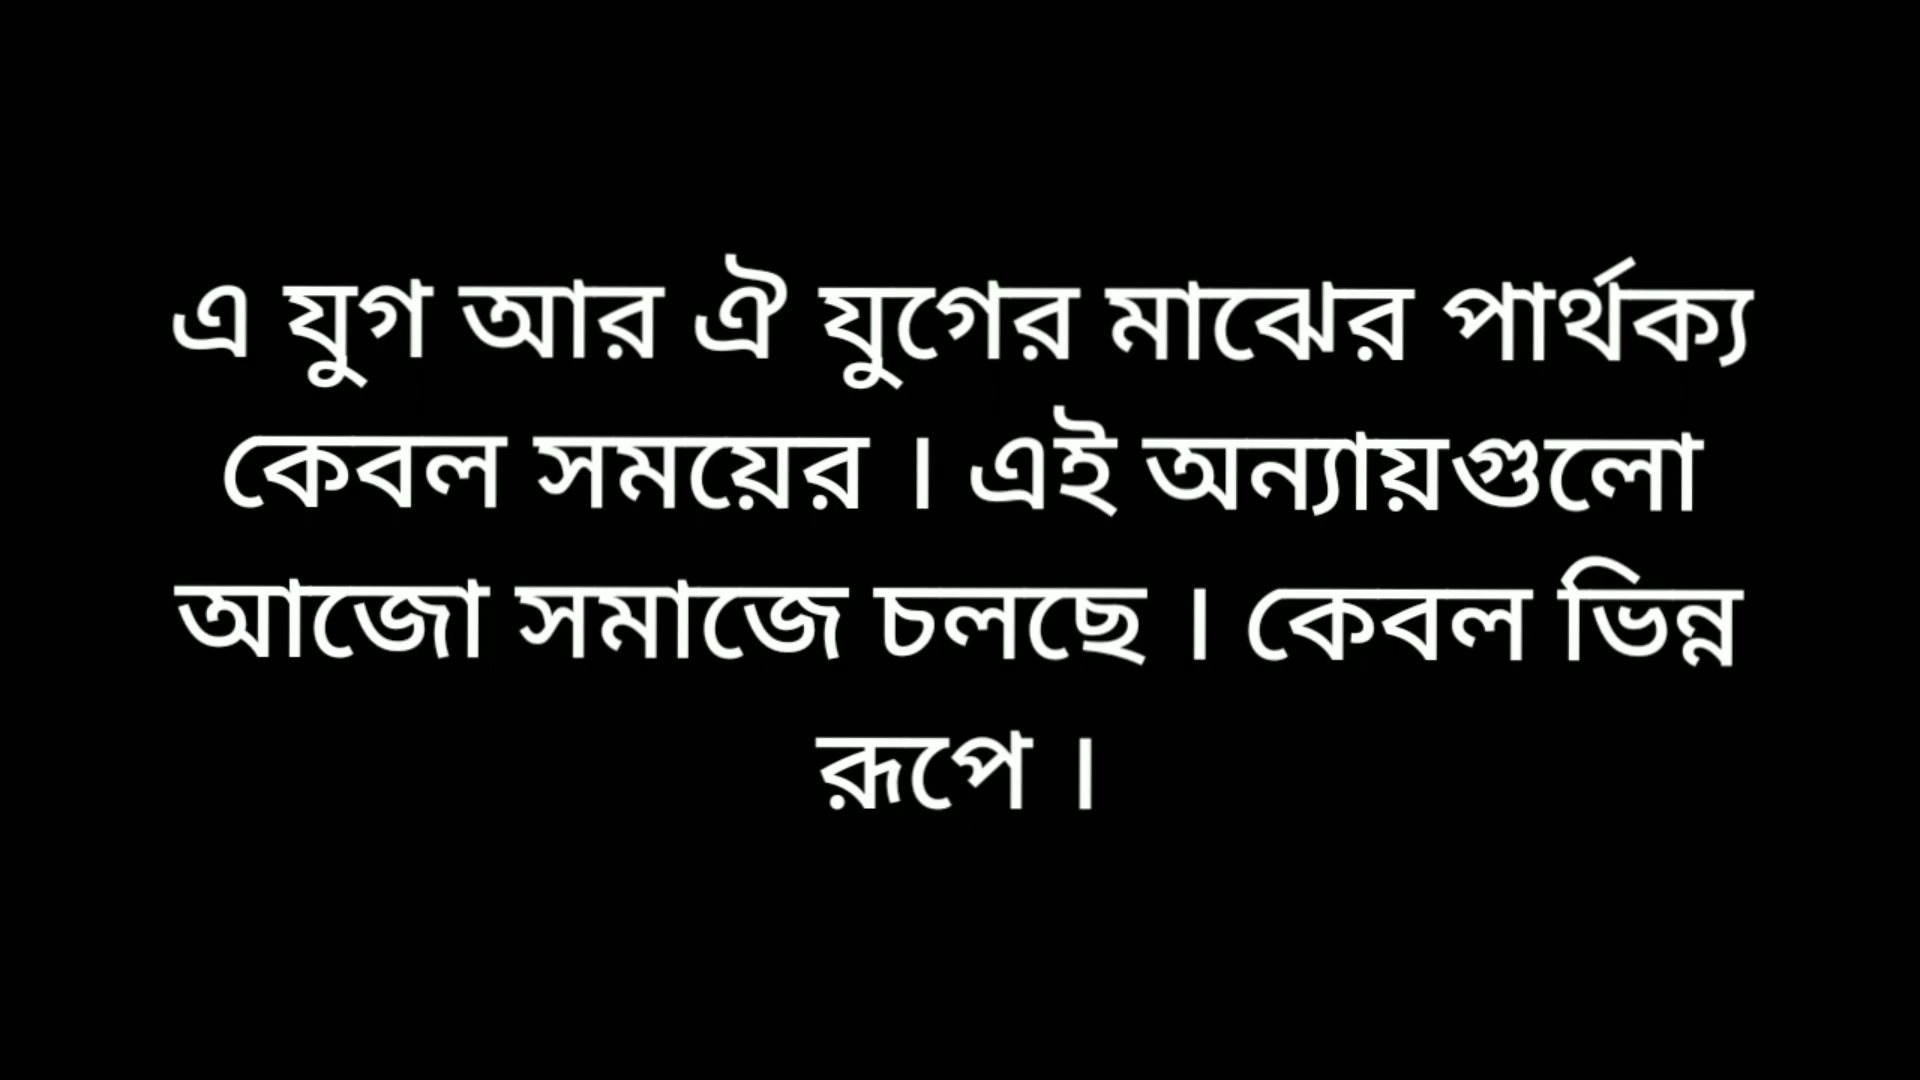 এ যুগ আর ঐ যুগের মাঝের পার্থক্য
কেবল সময়ের । এই অন্যায়গুলো
আজো সমাজে চলছে । কেবল ভিন্ন
রূপে ।